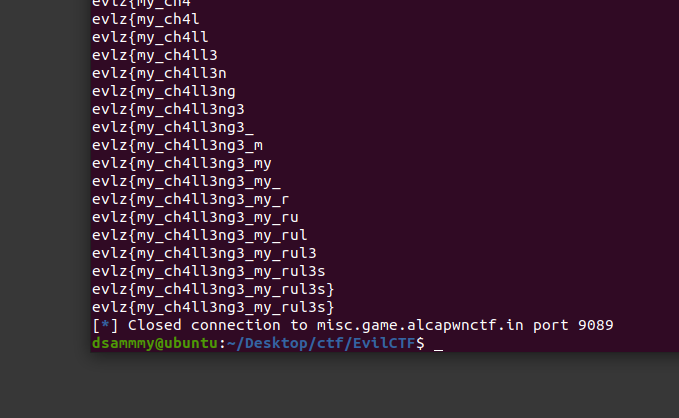 evlz{my_ch4
evlz{my_ch4l
evlz{my_ch4ll
evlz{my_ch4ll3
evlz{my_ch4ll3n
evlz{my_ch4ll3ng
evlz{my_ch4ll3ng3
evlz{my_ch4ll3ng3_
evlz{my_ch4ll3ng3_m
evlz{my_ch4ll3ng3_my
evlz{my_ch4ll3ng3_my_
evlz{my_ch4ll3ng3_my_r
evlz{my_ch4ll3ng3_my_ru
evlz{my_ch4ll3ng3_my_rul
evlz{my_ch4ll3ng3_my_rul3
evlz{my_ch4ll3ng3_my_rul3s
evlz{my_ch4ll3ng3_my_rul3s}
evlz{my_ch4ll3ng3_my_rul3s}
[*] Closed connection to misc.game.alcapwnctf.in port 9089
dsammmy@ubuntu:~/Desktop/ctf/EvilCTF$ _